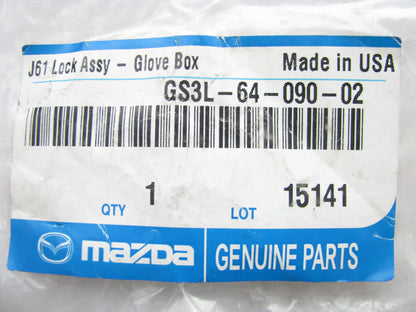 J61 Lock Assy - Glove Box Made in USA
GS3L-64-090-02
QTY 1 LOT 15141
mazda GENUINE PARTS